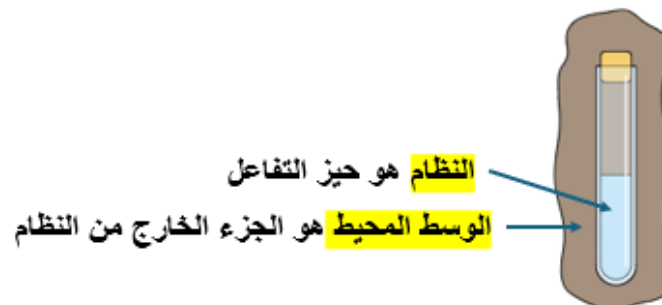 النظام هو حيز التفاعل
الوسط المحيط هو الجزء الخارج من النظام